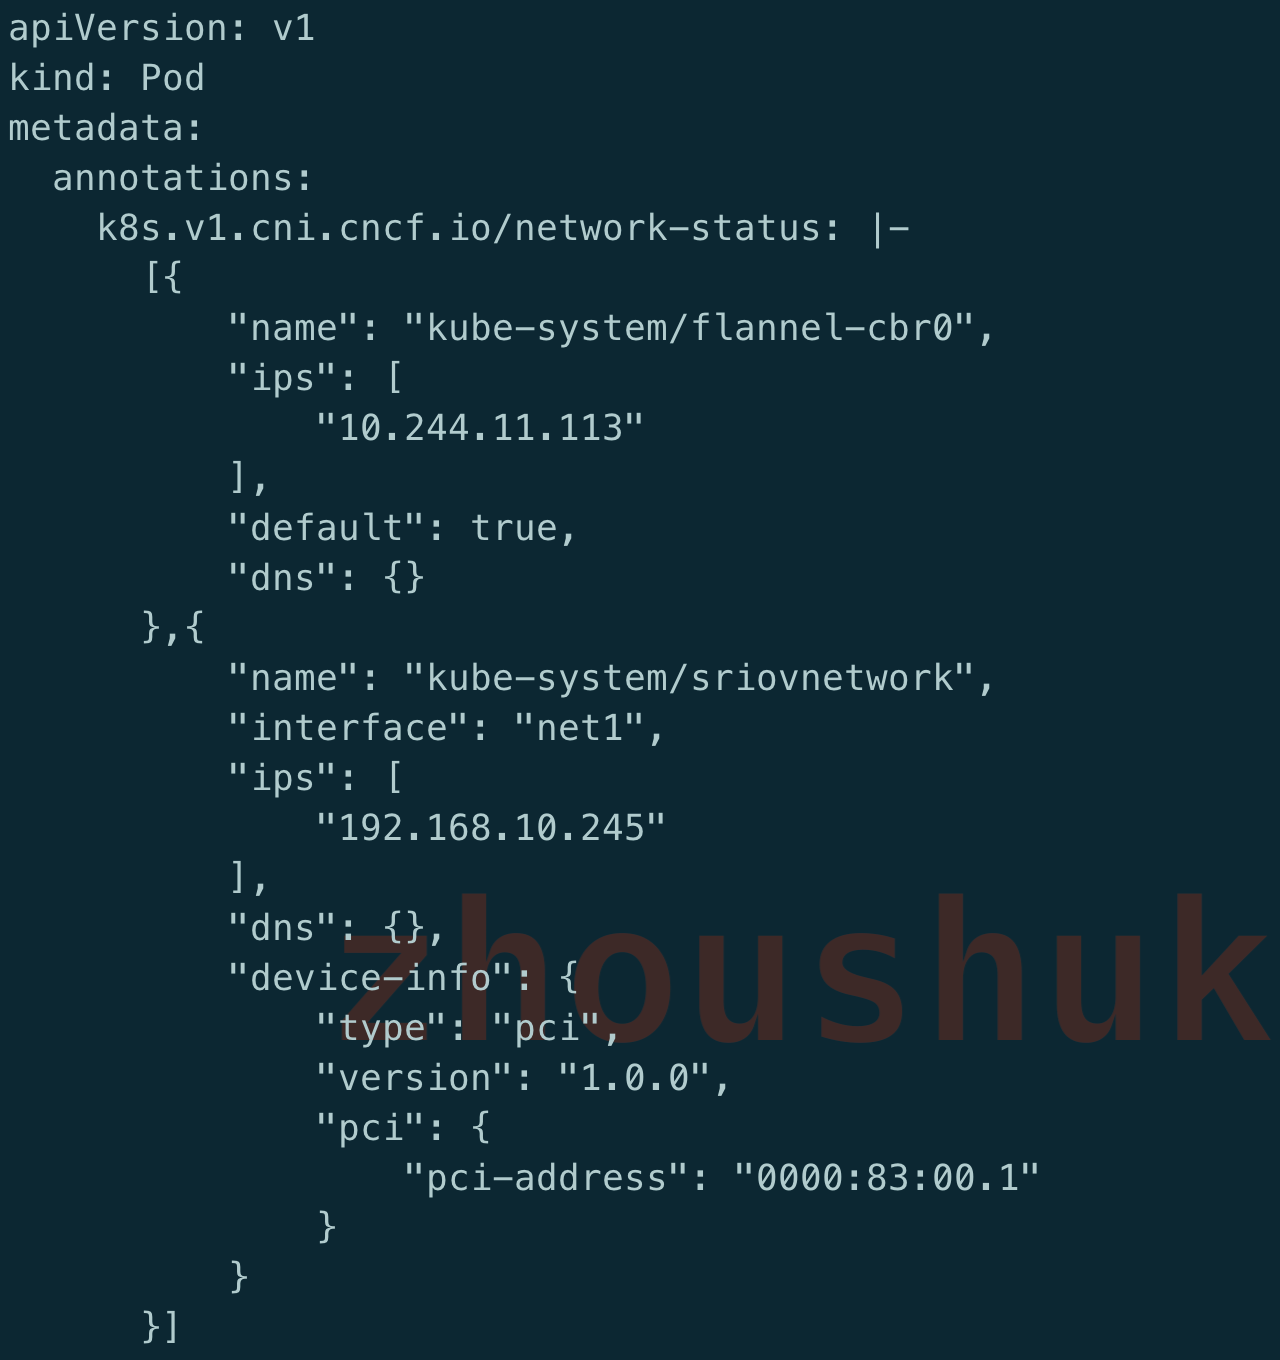 apiVersion: v1
kind: Pod
metadata:
  annotations:
    k8s.v1.cni.cncf.io/network-status: |-
      [{
          "name": "kube-system/flannel-cbr0",
          "ips": [
              "10.244.11.113"
          ],
          "default": true,
          "dns": {}
      },{
          "name": "kube-system/sriovnetwork",
          "interface": "net1",
          "ips": [
              "192.168.10.245"
          ],
          "dns": {},
          "device-info": {
              "type": "pci",
              "version": "1.0.0",
              "pci": {
                  "pci-address": "0000:83:00.1"
              }
          }
      }]
zhoushuk